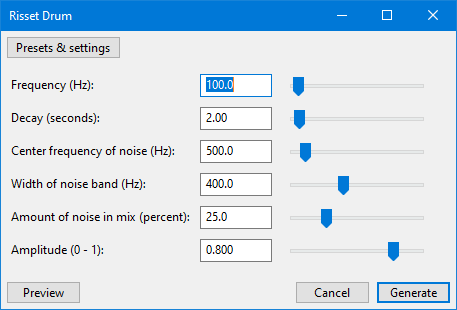 Risset Drum
Presets & settings
Frequency (Hz): 100.0
Decay (seconds): 2.00
Center frequency of noise (Hz): 500.0
Width of noise band (Hz): 400.0
Amount of noise in mix (percent): 25.0
Amplitude (0 - 1): 0.800
Preview Cancel Generate